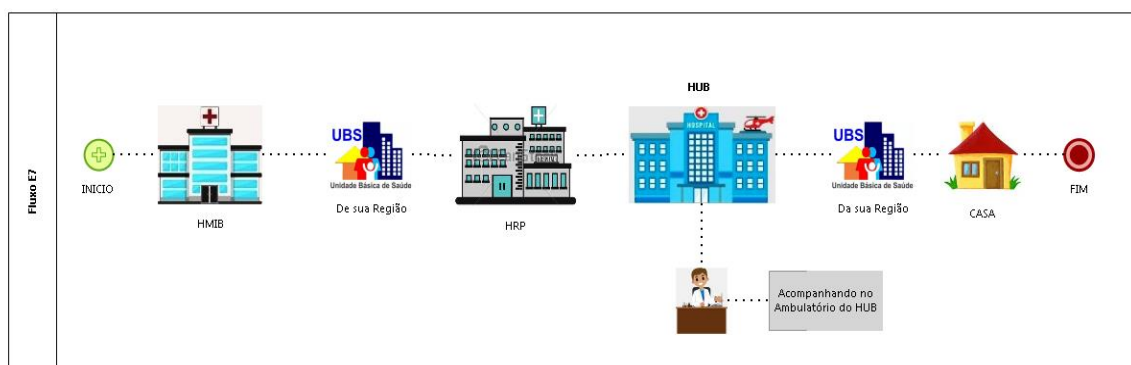 Fluxo E7
INICIO
HMIB
UBS
Unidade Básica de Saúde
De sua Região
HRP
HUB
HOSPITAL
UBS
Unidade Básica de Saúde
Da sua Região
CASA
FIM
Acompanhando no
Ambulatório do HUB